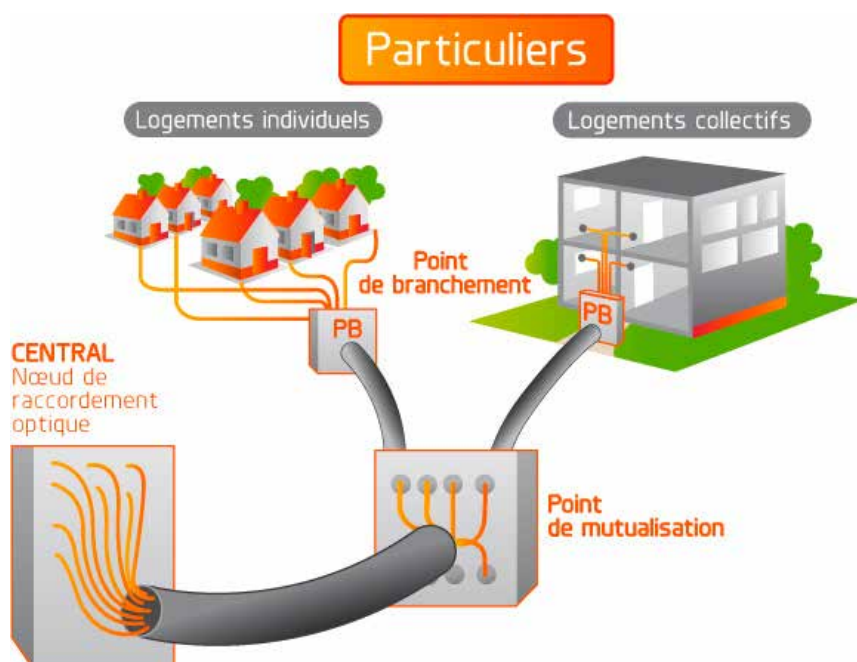 Particuliers
Logements individuels
Logements collectifs
Point
de branchement
PB
PB
CENTRAL
Nœud de
raccordement
optique
Point
de mutualisation